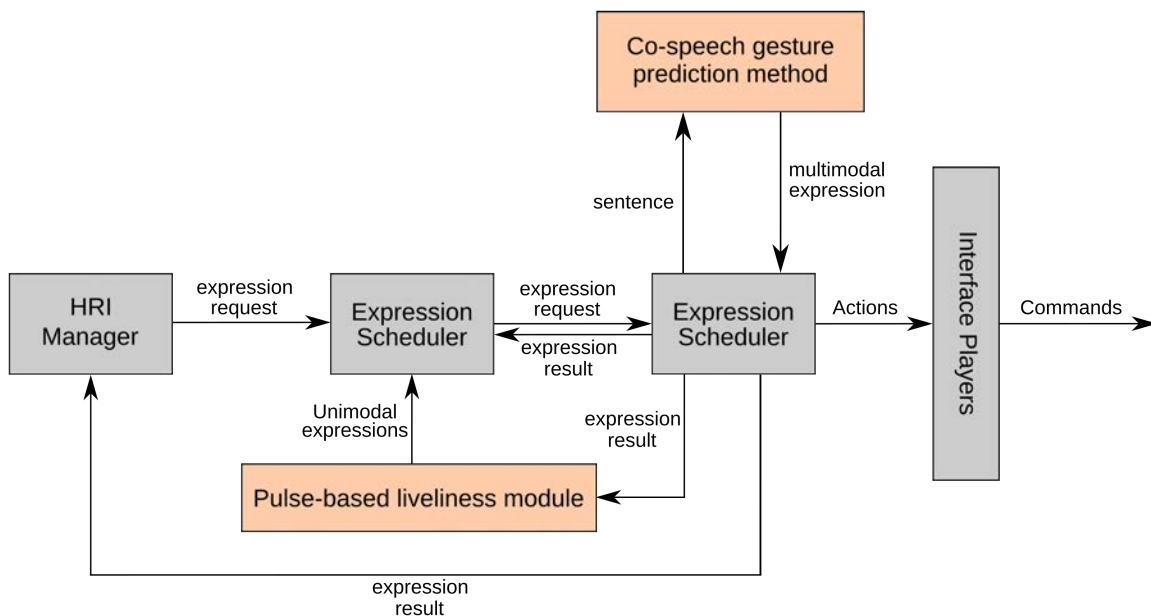 Co-speech gesture
prediction method
sentence
multimodal
expression
HRI
Manager
expression
request
Expression
Scheduler
expression
request
expression
result
Expression
Scheduler
Actions
Interface Players
Commands
Unimodal
expressions
expression
result
Pulse-based liveliness module
expression
result